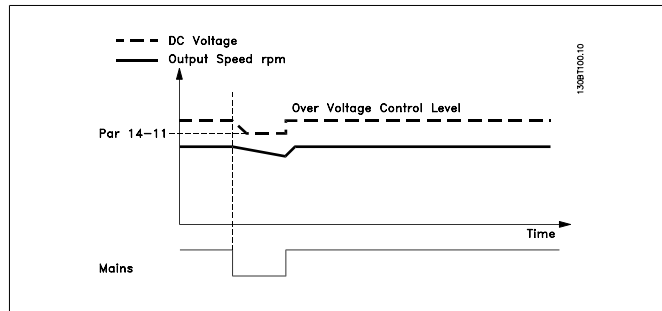 DC Voltage
Output Speed rpm
130BT100.10
Over Voltage Control Level
Par 14-11
Time
Mains